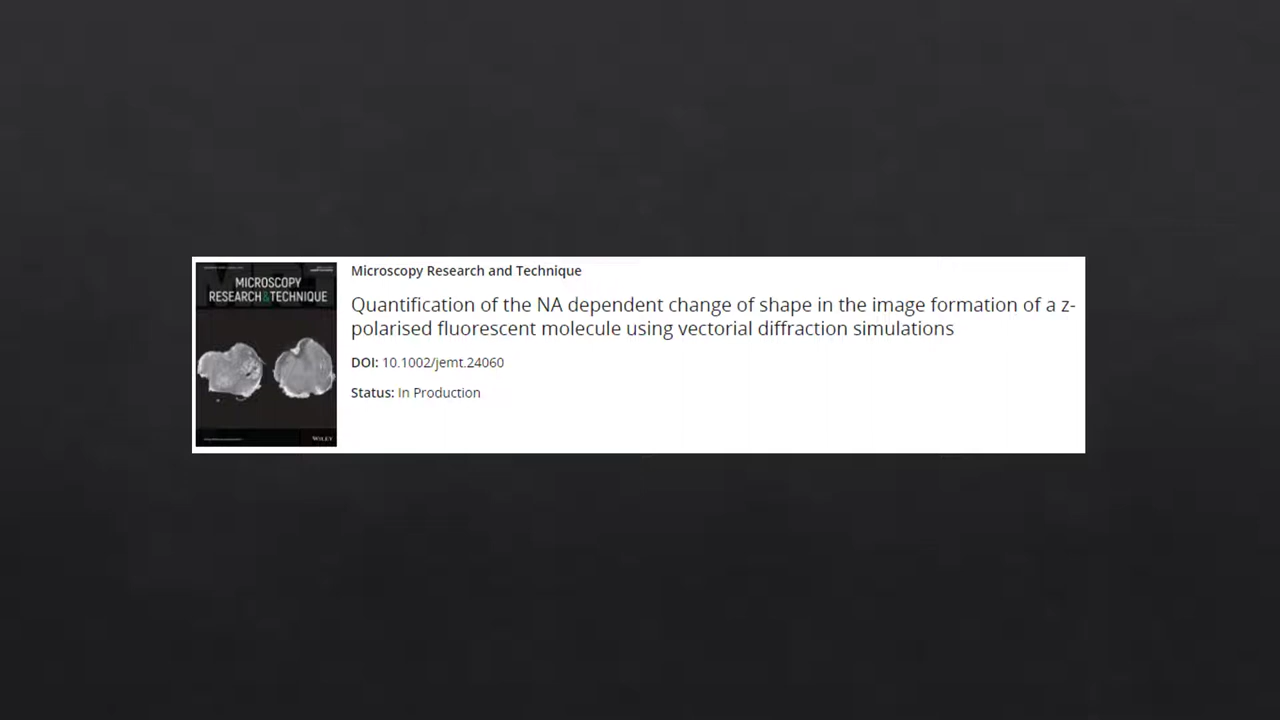 MICROSCOPY
RESEARCH & TECHNIQUE
WILEY
Microscopy Research and Technique
Quantification of the NA dependent change of shape in the image formation of a z-
polarised fluorescent molecule using vectorial diffraction simulations
DOI: 10.1002/jemt.24060
Status: In Production